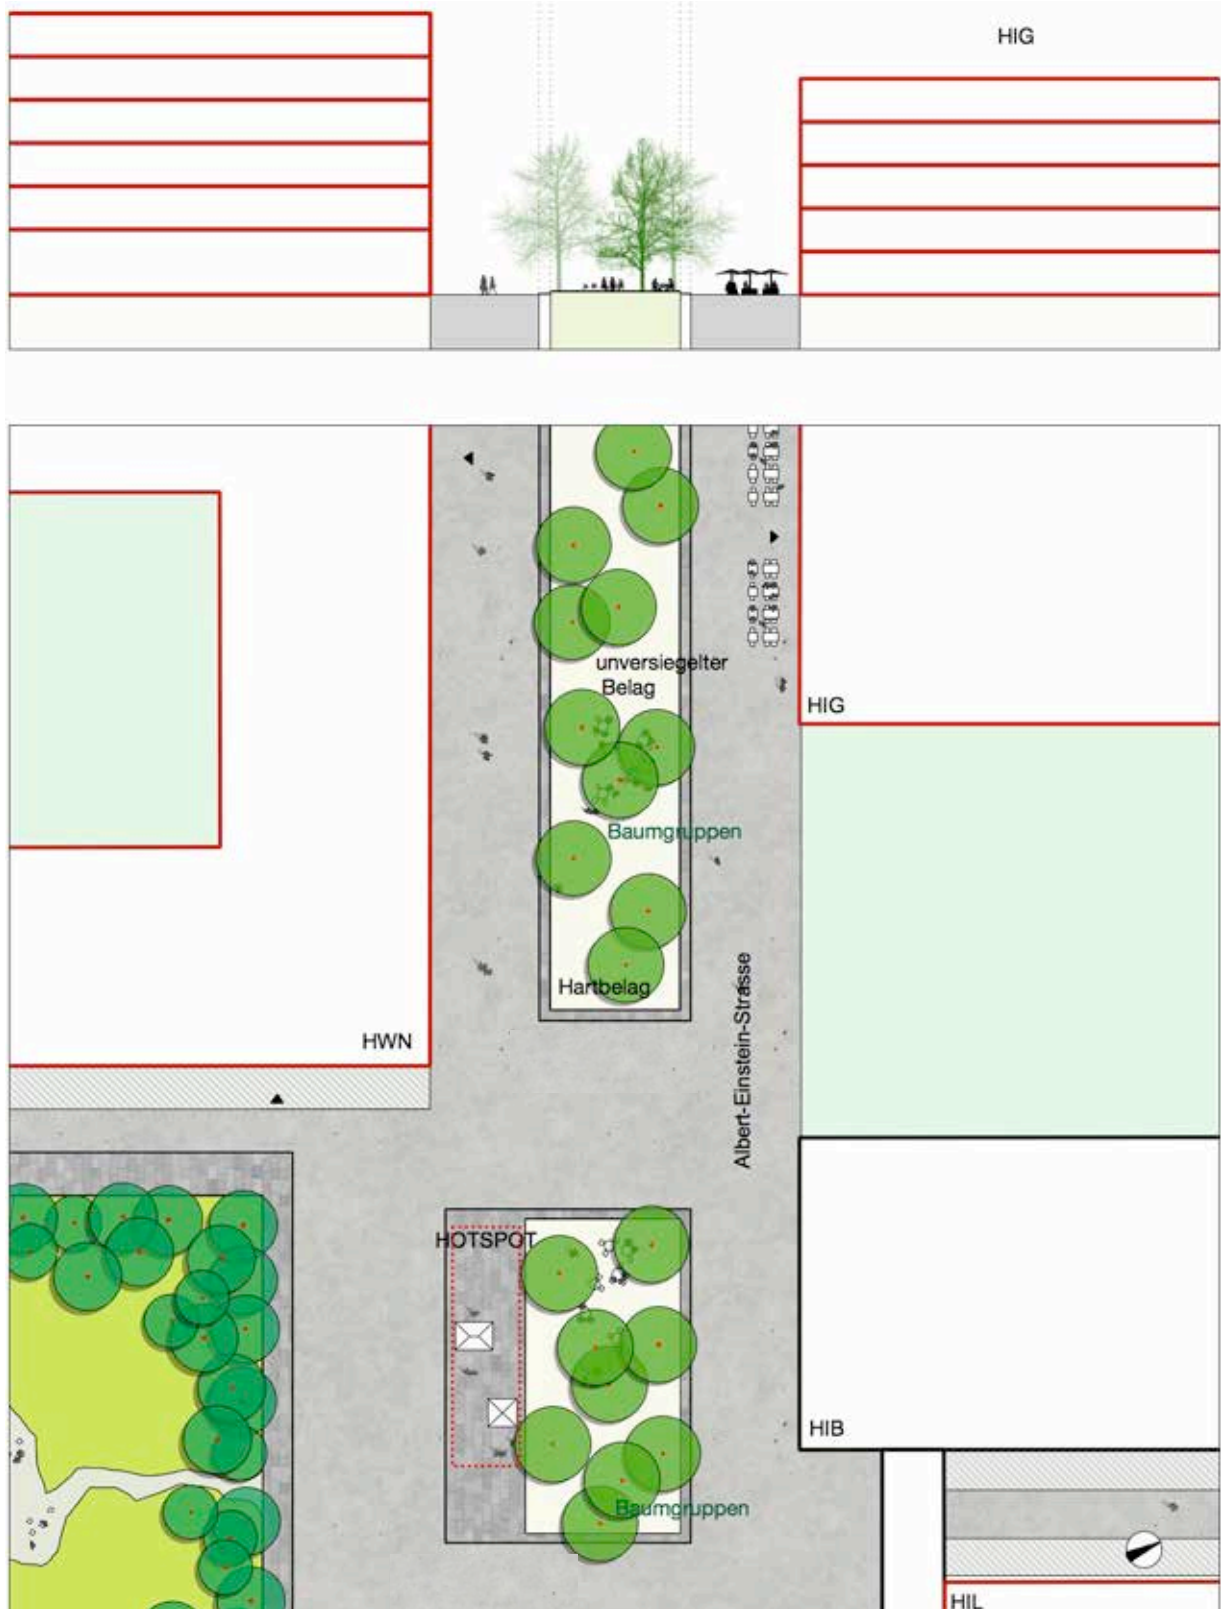 HIG
unversiegelter
Belag
HIG
Baumgruppen
Hartbelag
Albert-Einstein-Strasse
HWN
HOTSPOT
HIB
Baumgruppen
HIL